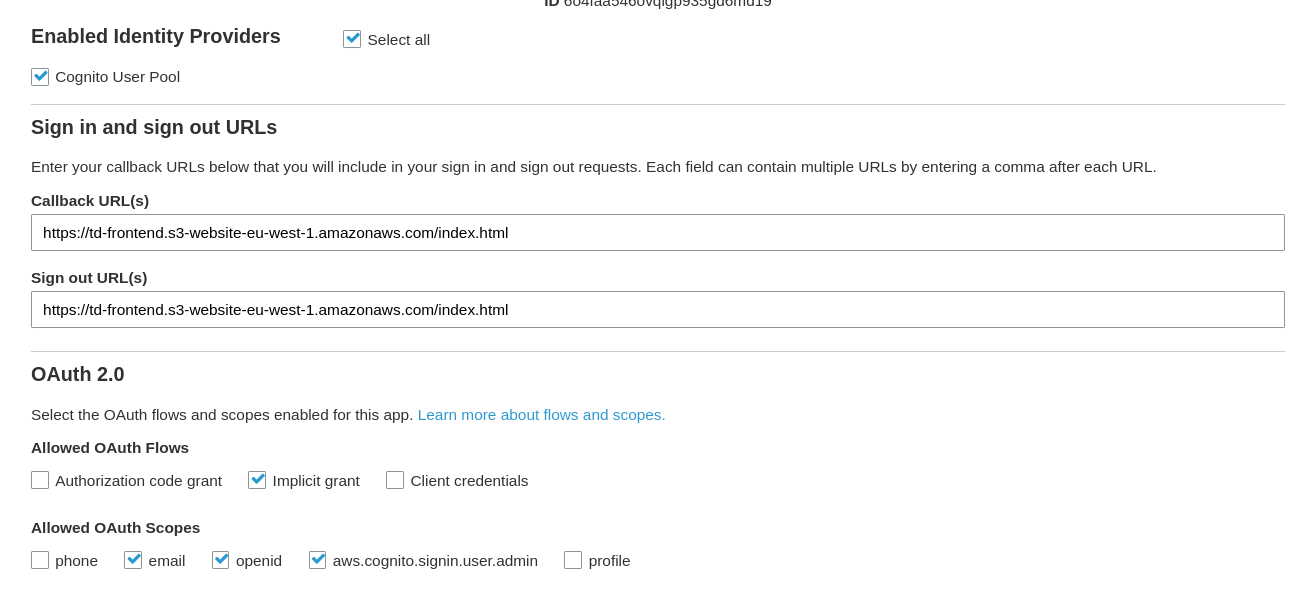 Enabled Identity Providers
Select all
Cognito User Pool
Sign in and sign out URLs
Enter your callback URLs below that you will include in your sign in and sign out requests. Each field can contain multiple URLs by entering a comma after each URL.
Callback URL(s)
https://td-frontend.s3-website-eu-west-1.amazonaws.com/index.html
Sign out URL(s)
https://td-frontend.s3-website-eu-west-1.amazonaws.com/index.html
OAuth 2.0
Select the OAuth flows and scopes enabled for this app. Learn more about flows and scopes.
Allowed OAuth Flows
Authorization code grant Implicit grant Client credentials
Allowed OAuth Scopes
phone email openid aws.cognito.signin.user.admin profile